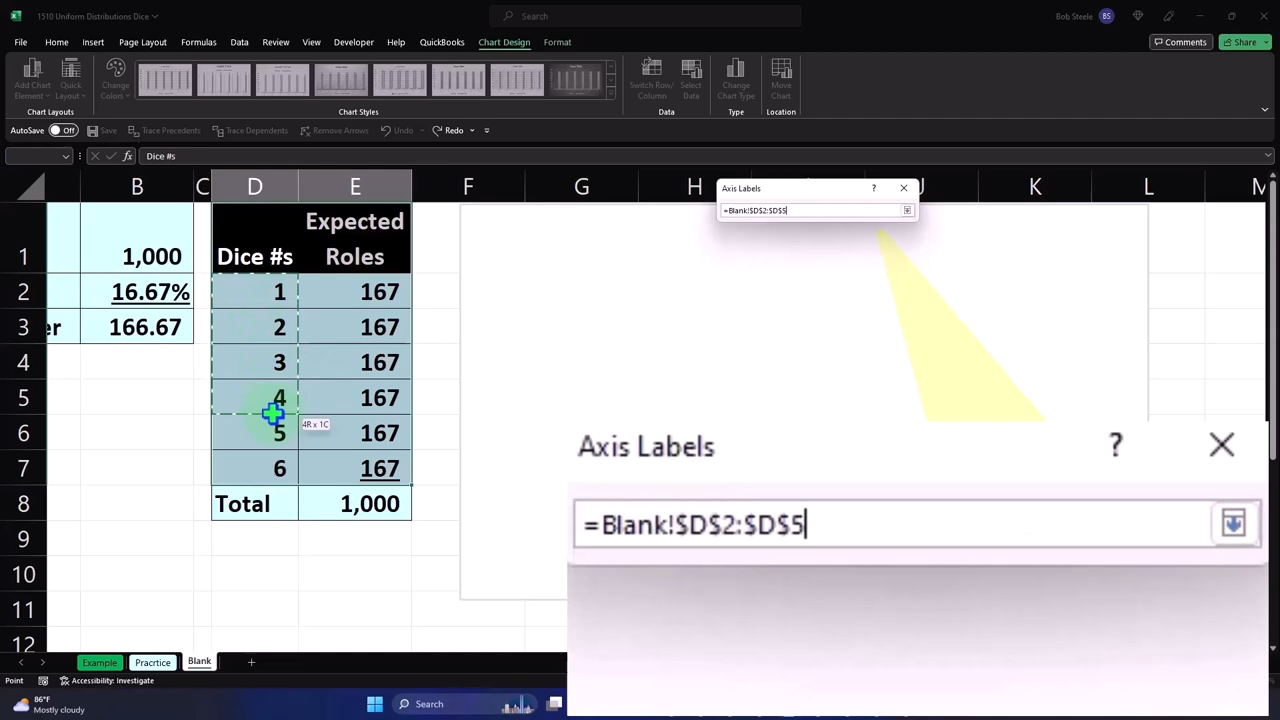 1510 Uniform Distributions Dice
Search
Bob Steele BS
File Home Insert Page Layout Formulas Data Review View Developer Help QuickBooks Chart Design Format
Comments Share
Add Chart Element
Quick Layout
Change Colors
Switch Row/ Column
Select Data
Change Chart Type
Move Chart
Chart Layouts Chart Styles Data Type Location
AutoSave Off Save Trace Precedents Trace Dependents Remove Arrows Undo Redo
fx Dice #s
Axis Labels ?
=Blank!$D$2:$D$5
B C D E F G H J K L M
1 1,000 Dice #s Expected Roles
2 16.67% 1 167
3 er 166.67 2 167
4 3 167
5 4 167
4R x 1C
6 5 167
7 6 167
8 Total 1,000
9
10
11
12
Axis Labels ?
=Blank!$D$2:$D$5
Example Pracrtice Blank
Point Accessibility: Investigate
86°F
Mostly cloudy
Search